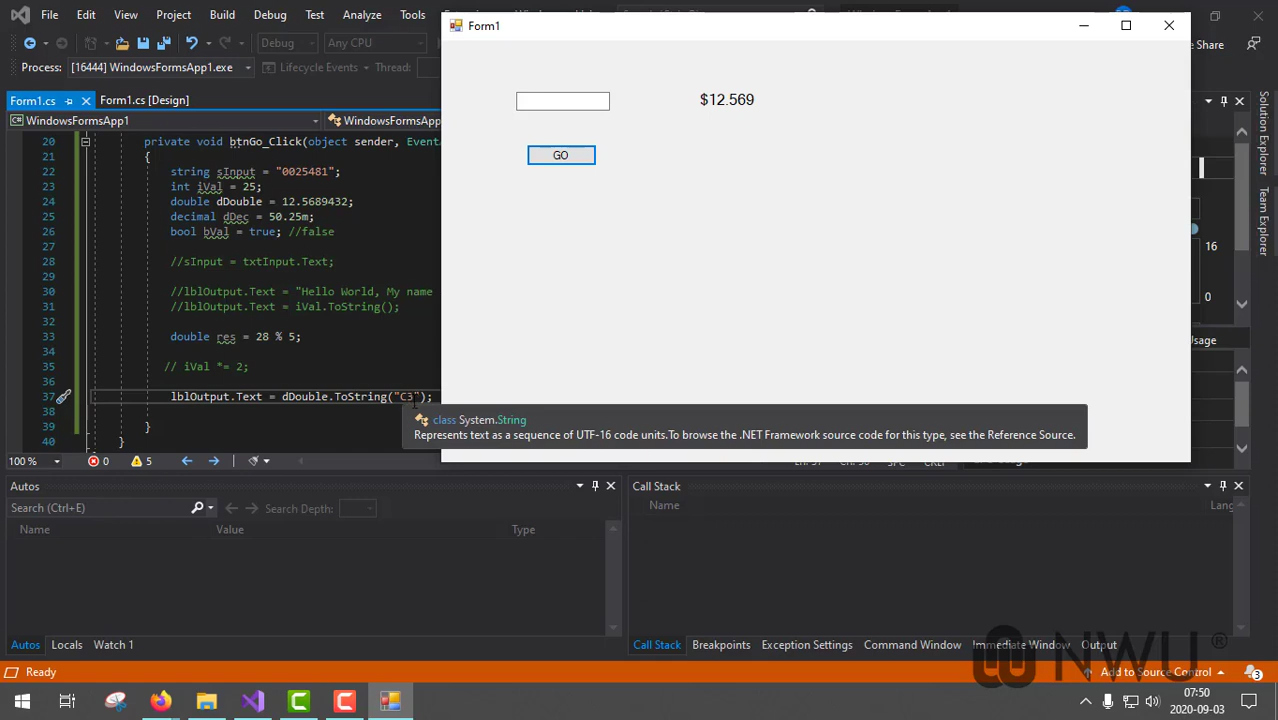 File Edit View Project Build Debug Test Analyze Tools
Form1
Debug Any CPU
Share
Process: [16444] WindowsFormsApp1.exe Lifecycle Events Thread:
Form1.cs Form1.cs [Design]
WindowsFormsApp1 WindowsFormsApp
$12.569
GO
20 private void btnGo_Click(object sender, Event
21 {
22 string sInput = "0025481";
23 int iVal = 25;
24 double dDouble = 12.5689432;
25 decimal dDec = 50.25m;
26 bool bVal = true; //false
27
28 //sInput = txtInput.Text;
29
30 //lblOutput.Text = "Hello World, My name
31 //lblOutput.Text = iVal.ToString();
32
33 double res = 28 % 5;
34
35 // iVal *= 2;
36
37 lblOutput.Text = dDouble.ToString("C3");
38
39 }
40 }
class System.String
Represents text as a sequence of UTF-16 code units.To browse the .NET Framework source code for this type, see the Reference Source.
Solution Explorer
Team Explorer
16
0
Usage
100 % 0 5
Autos
Search (Ctrl+E) Search Depth:
Name Value Type
Call Stack
Name Lang
Autos Locals Watch 1
Call Stack Breakpoints Exception Settings Command Window Immediate Window Output
NWU ®
Ready
Add to Source Control 3
07:50
2020-09-03